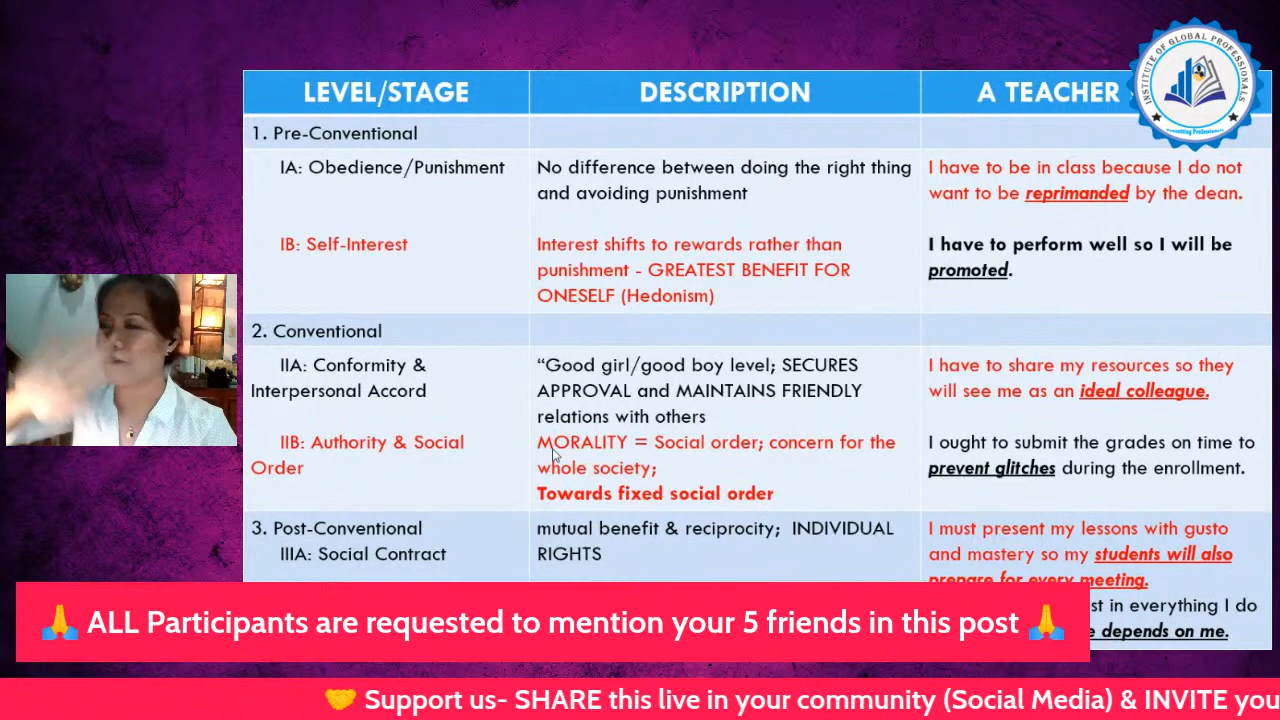 LEVEL/STAGE
DESCRIPTION
A TEACHER
INSTITUTE OF GLOBAL PROFESSIONALS
Consulting Professionals
1. Pre-Conventional
IA: Obedience/Punishment
No difference between doing the right thing
and avoiding punishment
I have to be in class because I do not
want to be reprimanded by the dean.
IB: Self-Interest
Interest shifts to rewards rather than
punishment - GREATEST BENEFIT FOR
ONESELF (Hedonism)
I have to perform well so I will be
promoted.
2. Conventional
IIA: Conformity &
Interpersonal Accord
“Good girl/good boy level; SECURES
APPROVAL and MAINTAINS FRIENDLY
relations with others
I have to share my resources so they
will see me as an ideal colleague.
IIB: Authority & Social
Order
MORALITY = Social order; concern for the
whole society;
Towards fixed social order
I ought to submit the grades on time to
prevent glitches during the enrollment.
3. Post-Conventional
IIIA: Social Contract
mutual benefit & reciprocity; INDIVIDUAL
RIGHTS
I must present my lessons with gusto
and mastery so my students will also
prepare for every meeting.
in everything I do
depends on me.
🙏 ALL Participants are requested to mention your 5 friends in this post 🙏
🤝 Support us- SHARE this live in your community (Social Media) & INVITE you